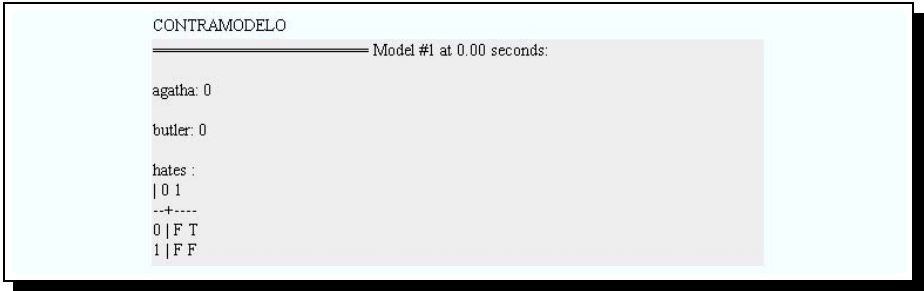 CONTRAMODELO
======================= Model #1 at 0.00 seconds:
agatha: 0
butler: 0
hates :
| 0 1
--+----
0 | F T
1 | F F